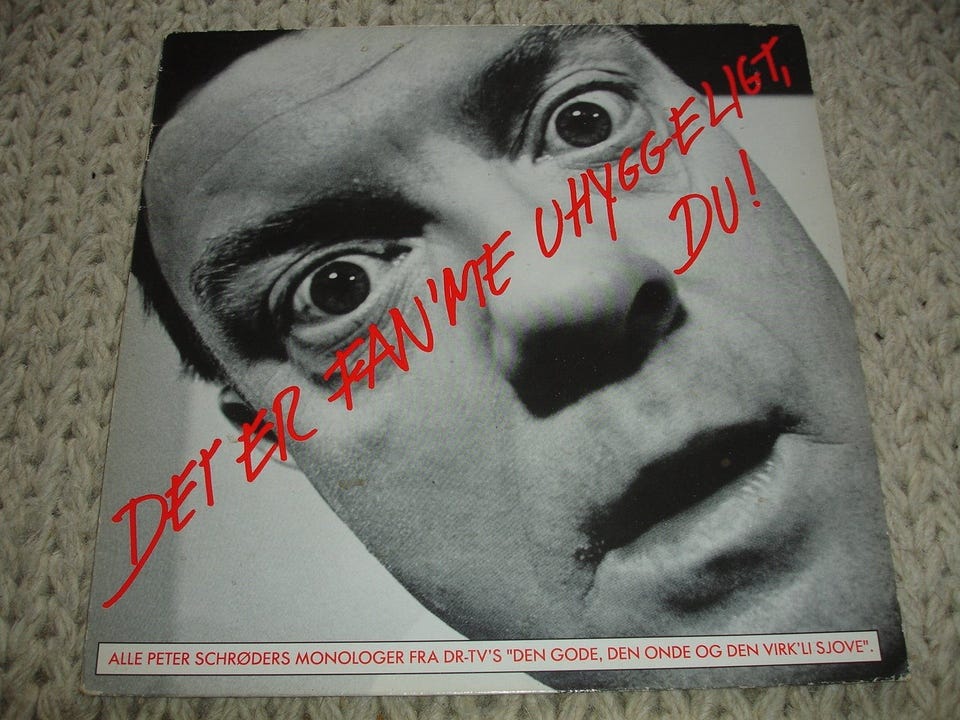 DET ER FAN'ME UHYGGELIGT,
DU!
ALLE PETER SCHRØDERS MONOLOGER FRA DR-TV'S "DEN GODE, DEN ONDE OG DEN VIRK'LI SJOVE".